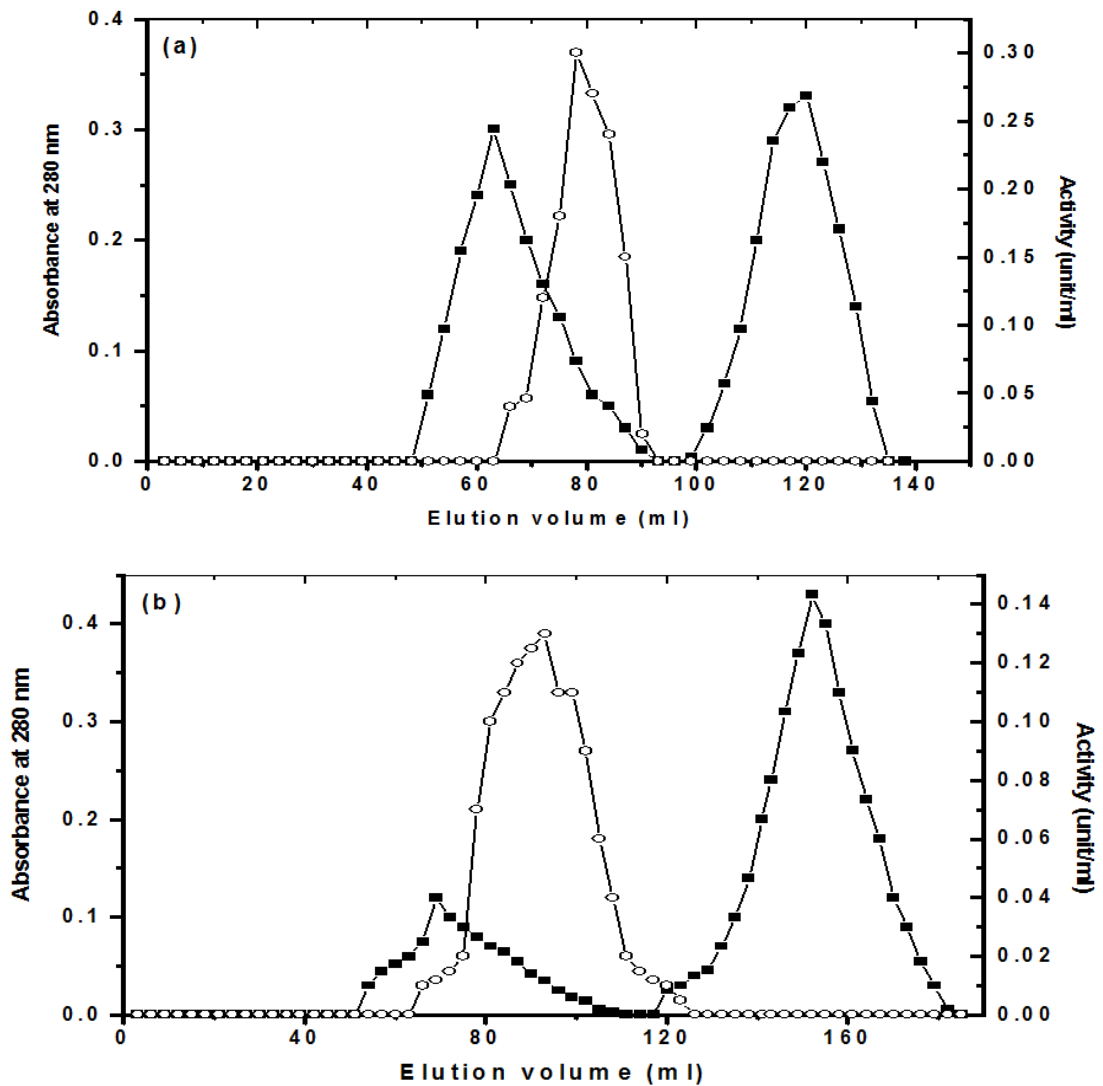 (a)
Absorbance at 280 nm
0.4
0.3
0.2
0.1
0.0
0.30
0.25
0.20
0.15
0.10
0.05
0.00
Activity (unit/ml)
0 20 40 60 80 100 120 140
Elution volume (ml)
(b)
Absorbance at 280 nm
0.4
0.3
0.2
0.1
0.0
0.14
0.12
0.10
0.08
0.06
0.04
0.02
0.00
Activity (unit/ml)
0 40 80 120 160
Elution volume (ml)